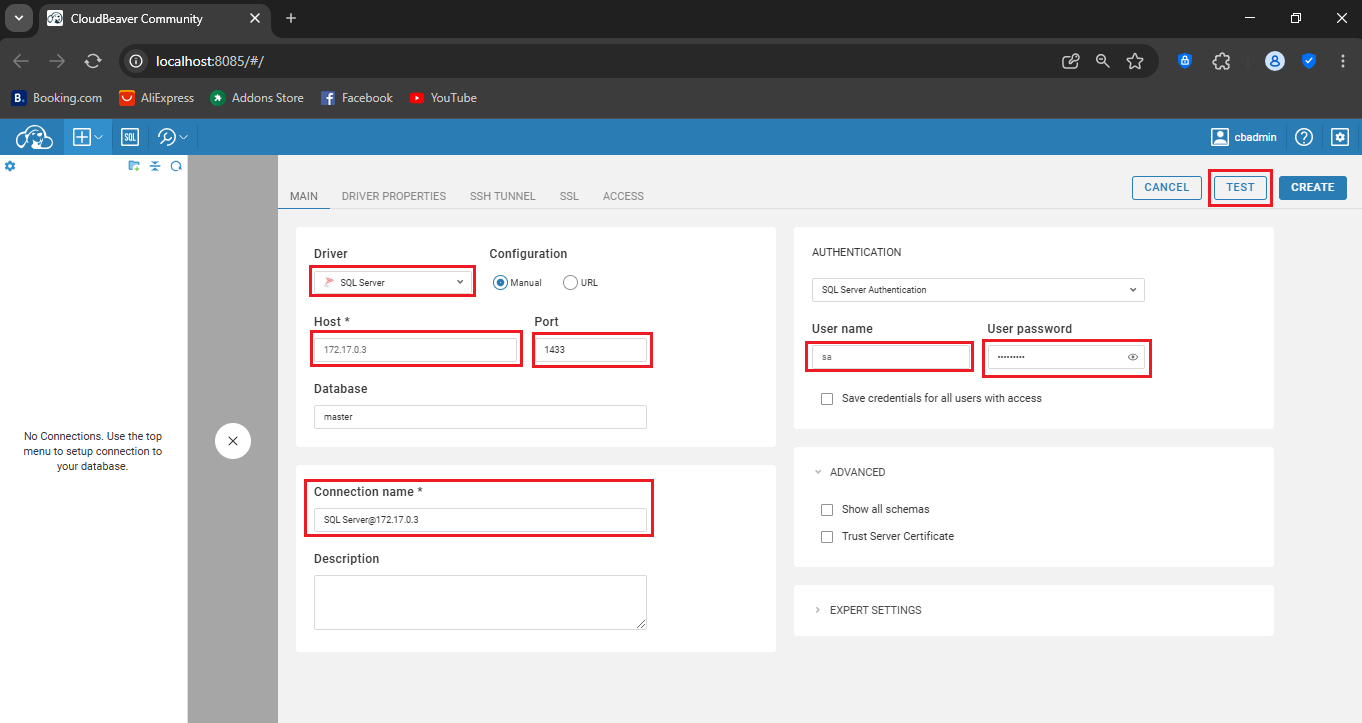 CloudBeaver Community
localhost:8085/#/
B. Booking.com AliExpress Addons Store Facebook YouTube
SQL cbadmin
MAIN DRIVER PROPERTIES SSH TUNNEL SSL ACCESS CANCEL TEST CREATE
Driver Configuration
SQL Server Manual URL
Host * Port
172.17.0.3 1433
Database
master
Connection name *
SQL Server@172.17.0.3
Description
AUTHENTICATION
SQL Server Authentication
User name User password
sa •••••••••
Save credentials for all users with access
ADVANCED
Show all schemas
Trust Server Certificate
EXPERT SETTINGS
No Connections. Use the top
menu to setup connection to
your database.